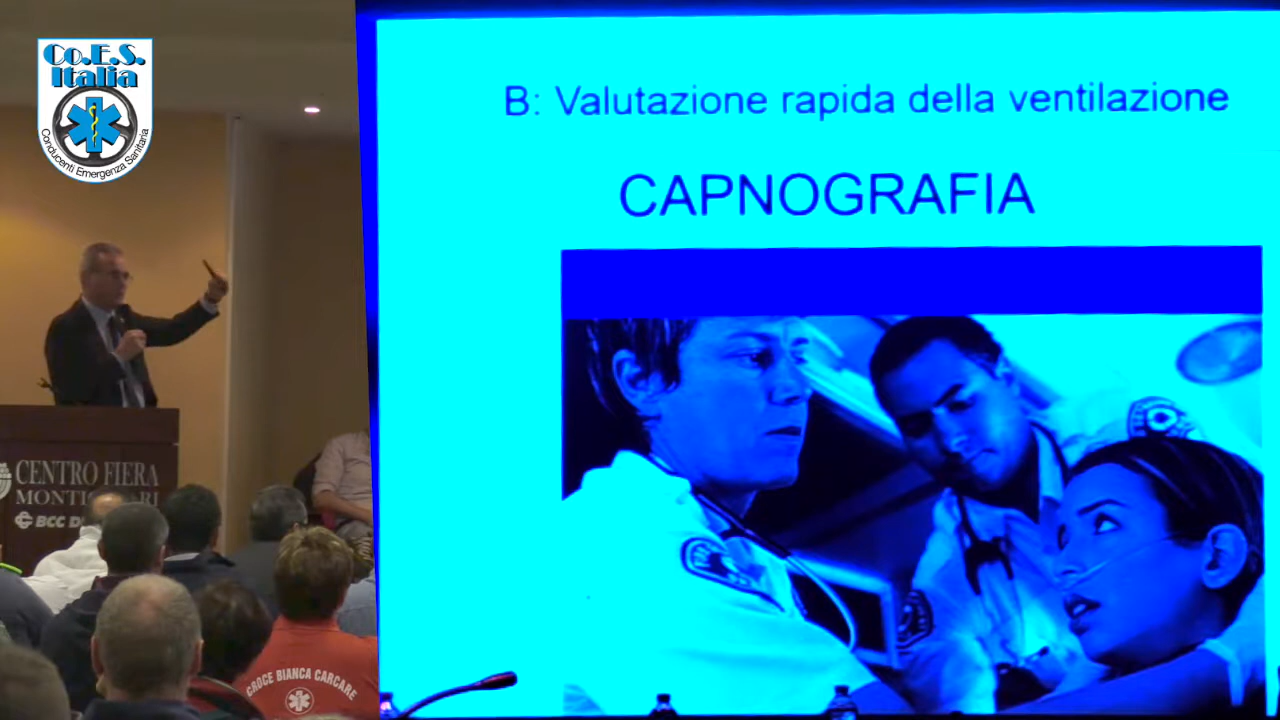 Co.E.S.
Italia
Conducenti Emergenza Sanitaria
B: Valutazione rapida della ventilazione
CAPNOGRAFIA
CENTRO FIERA
BCC
CROCE BIANCA CARCARE